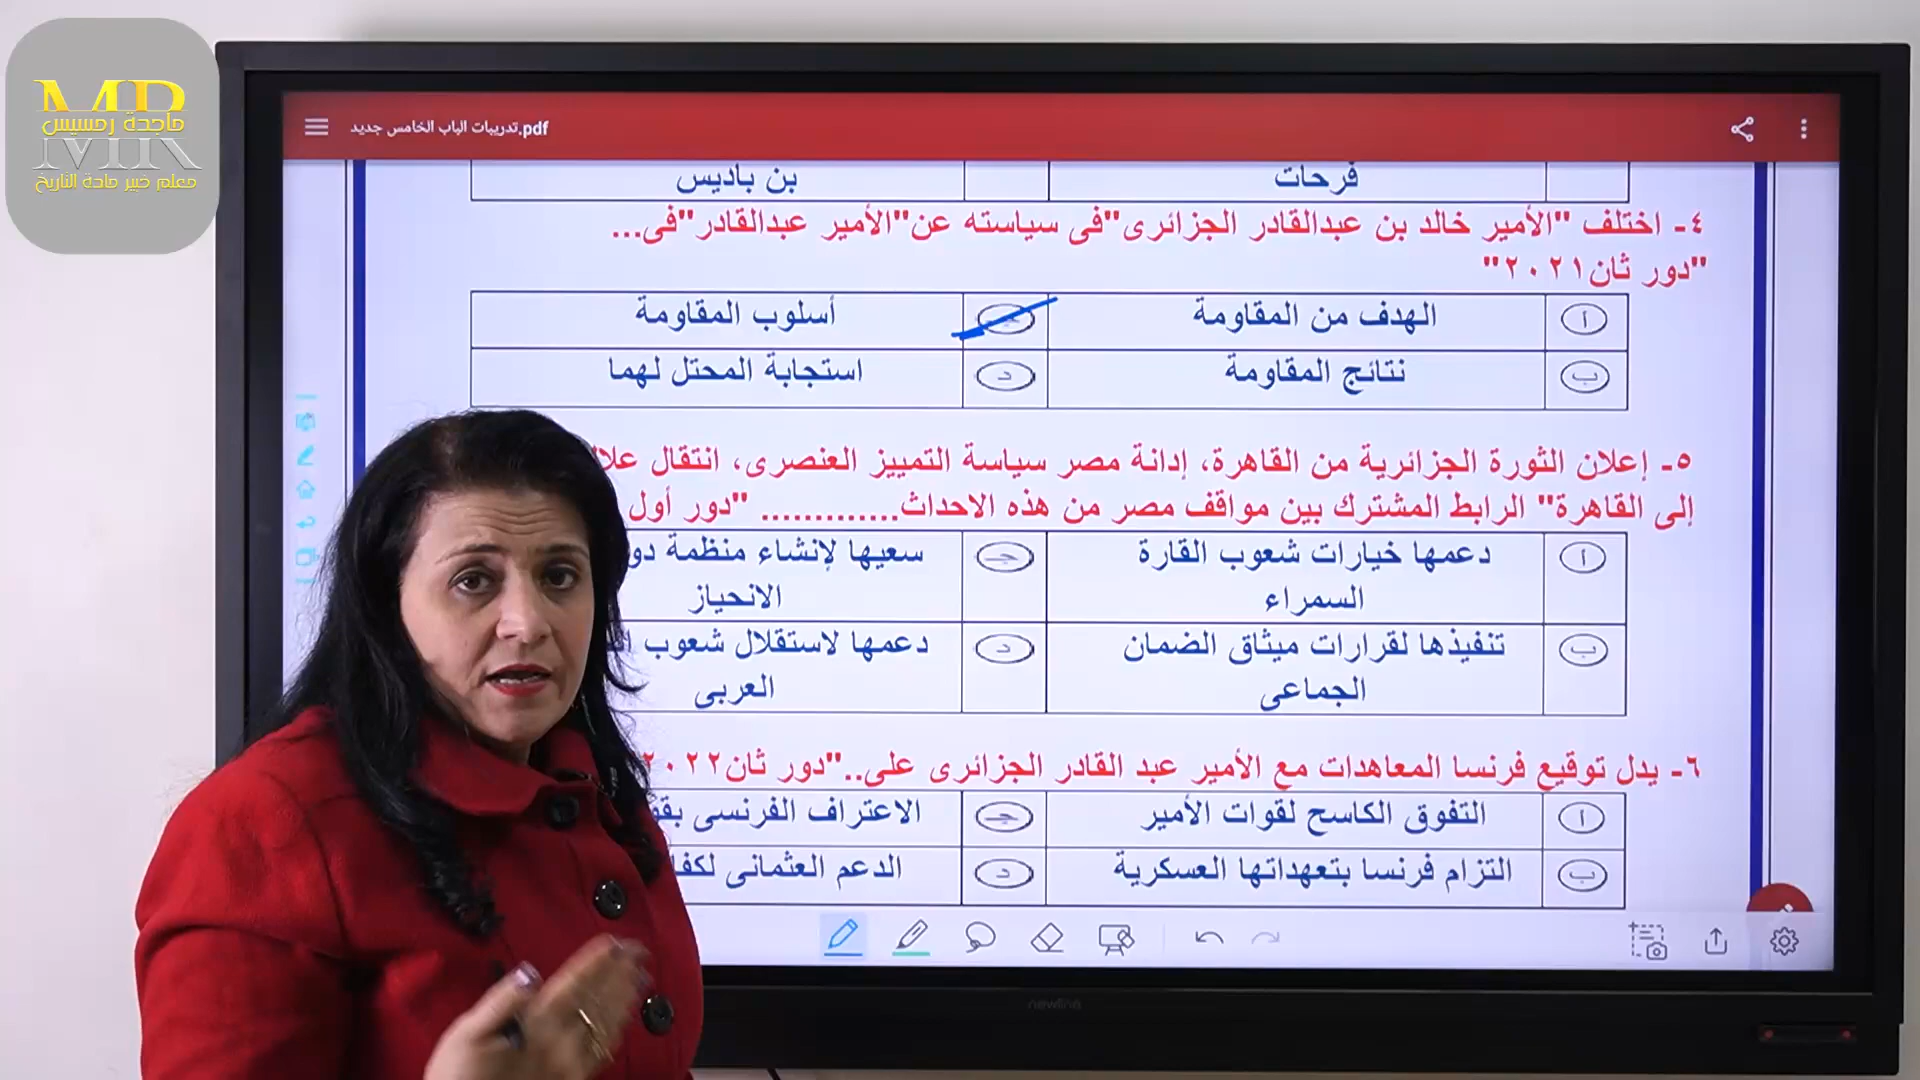 MR
ماجدة رمسيس
MR
معلم خبير مادة التاريخ
تدريبات الباب الخامس جديد.pdf
فرحات
بن باديس
٤- اختلف "الأمير خالد بن عبدالقادر الجزائرى"فى سياسته عن"الأمير عبدالقادر"فى...
"دور ثان٢٠٢١"
أ
الهدف من المقاومة
أسلوب المقاومة
ب
نتائج المقاومة
د
استجابة المحتل لهما
٥- إعلان الثورة الجزائرية من القاهرة، إدانة مصر سياسة التمييز العنصرى، انتقال
إلى القاهرة" الرابط المشترك بين مواقف مصر من هذه الاحداث............. "دور أول
أ
دعمها خيارات شعوب القارة
السمراء
جـ
سعيها لإنشاء منظمة
الانحياز
ب
تنفيذها لقرارات ميثاق الضمان
الجماعى
د
دعمها لاستقلال شعوب
العربى
٦- يدل توقيع فرنسا المعاهدات مع الأمير عبد القادر الجزائرى على.."دور ثان٢٠٢٢
أ
التفوق الكاسح لقوات الأمير
جـ
الاعتراف الفرنسى
ب
التزام فرنسا بتعهداتها العسكرية
د
الدعم العثمانى
newline